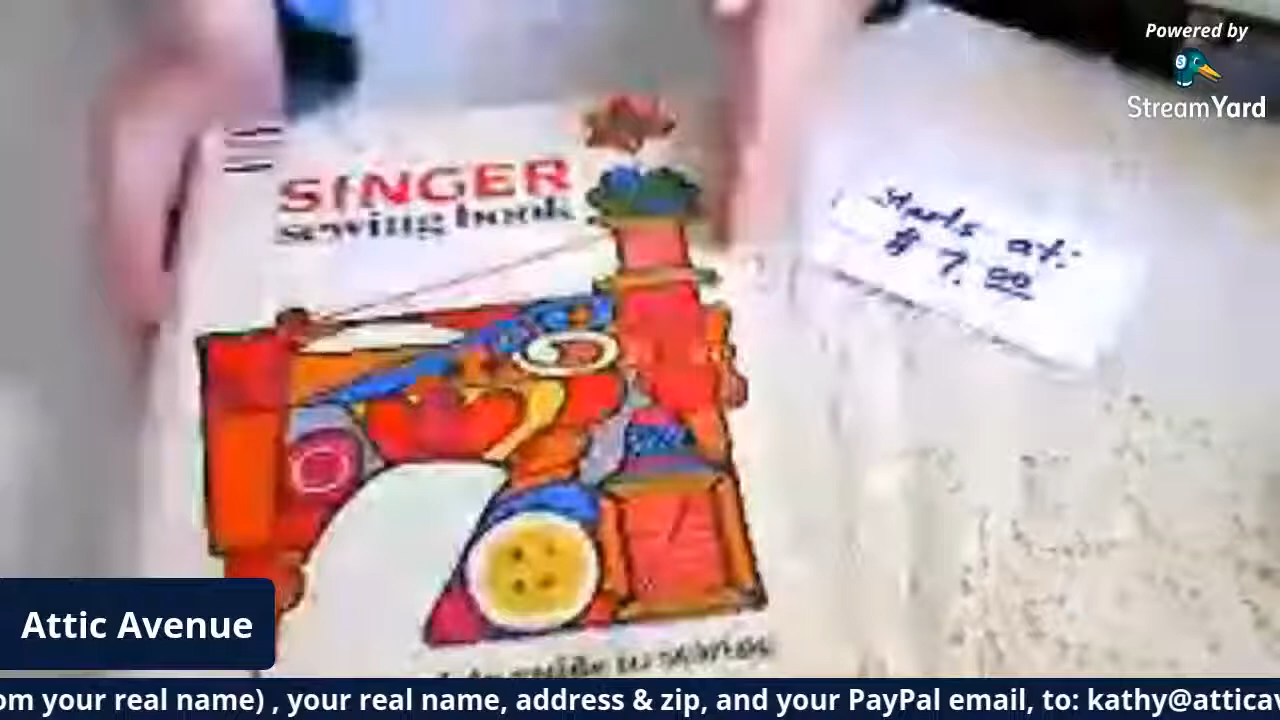 Powered by
StreamYard
SINGER
sewing book
Starts at:
$ 7.00
Attic Avenue
om your real name) , your real name, address & zip, and your PayPal email, to: kathy@atticav